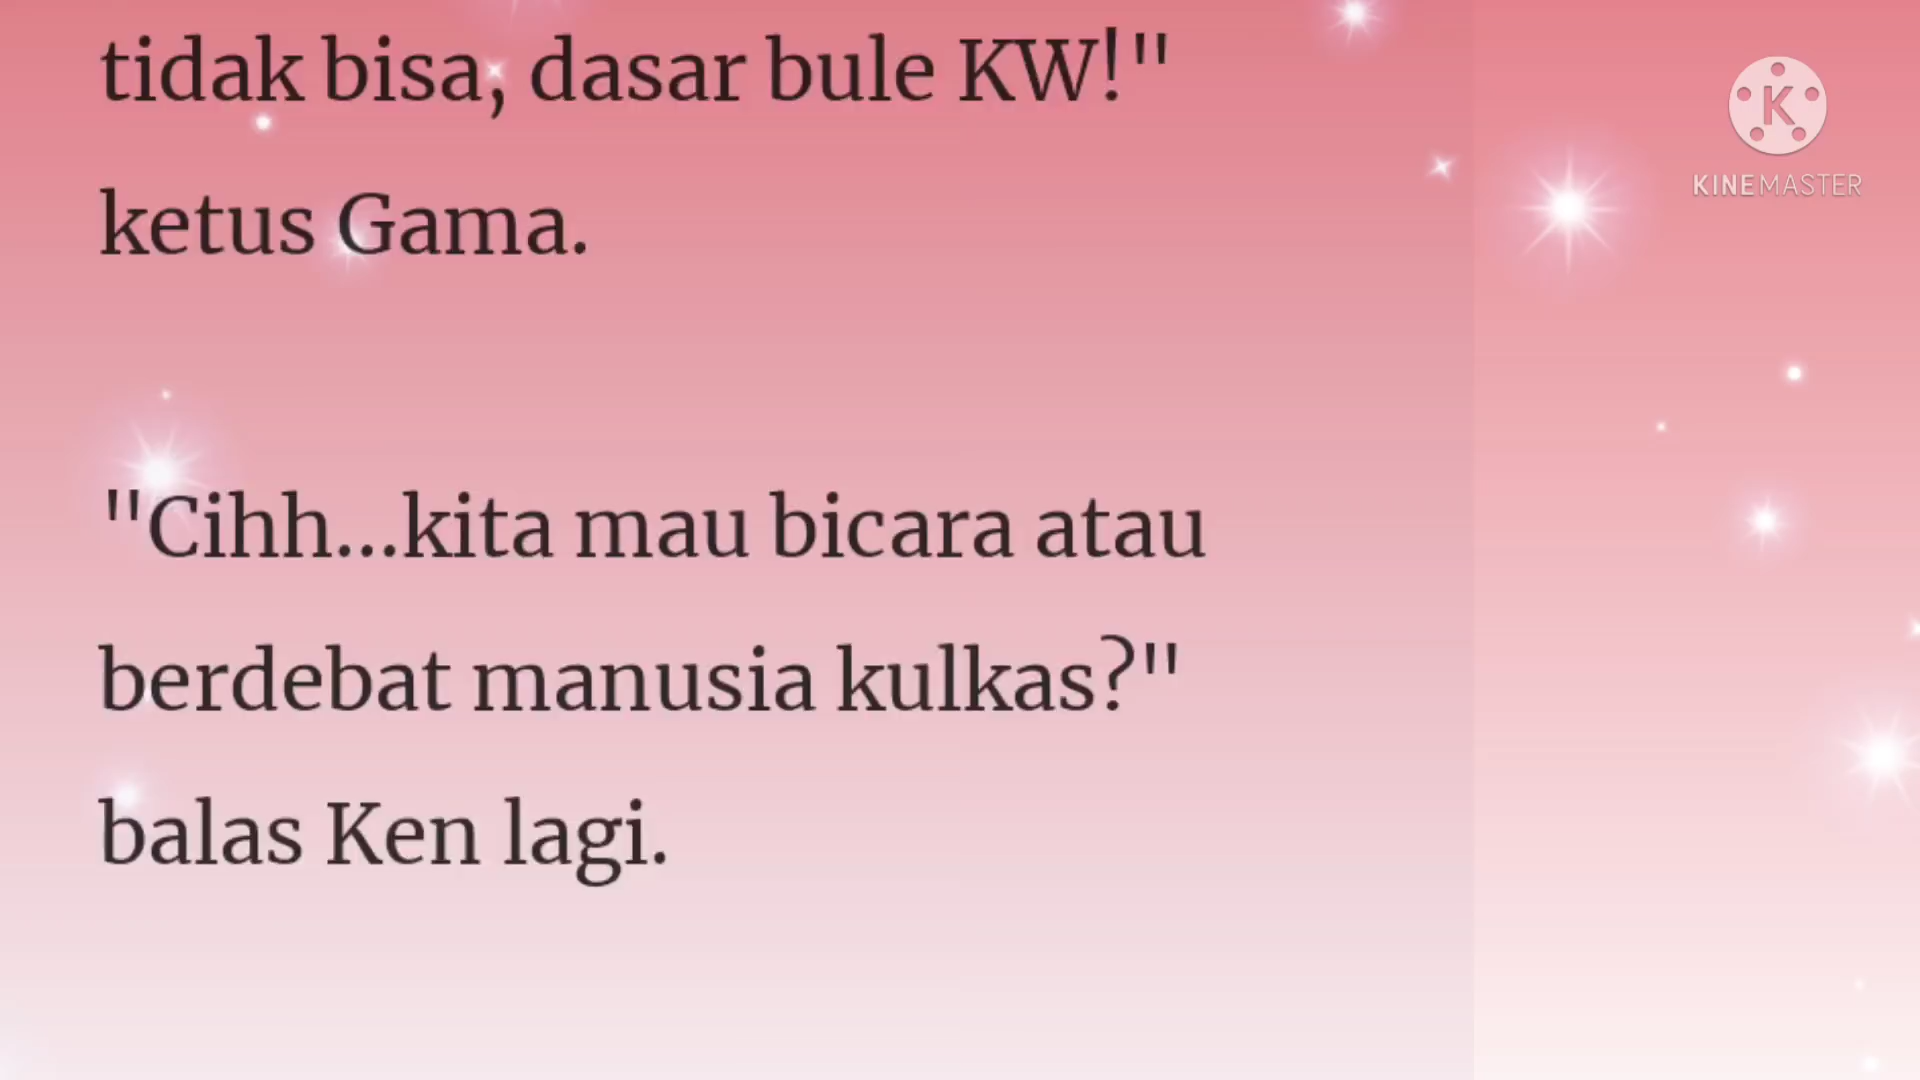 tidak bisa, dasar bule KW!"
ketus Gama.
"Cihh...kita mau bicara atau
berdebat manusia kulkas?"
balas Ken lagi.
K
KINEMASTER